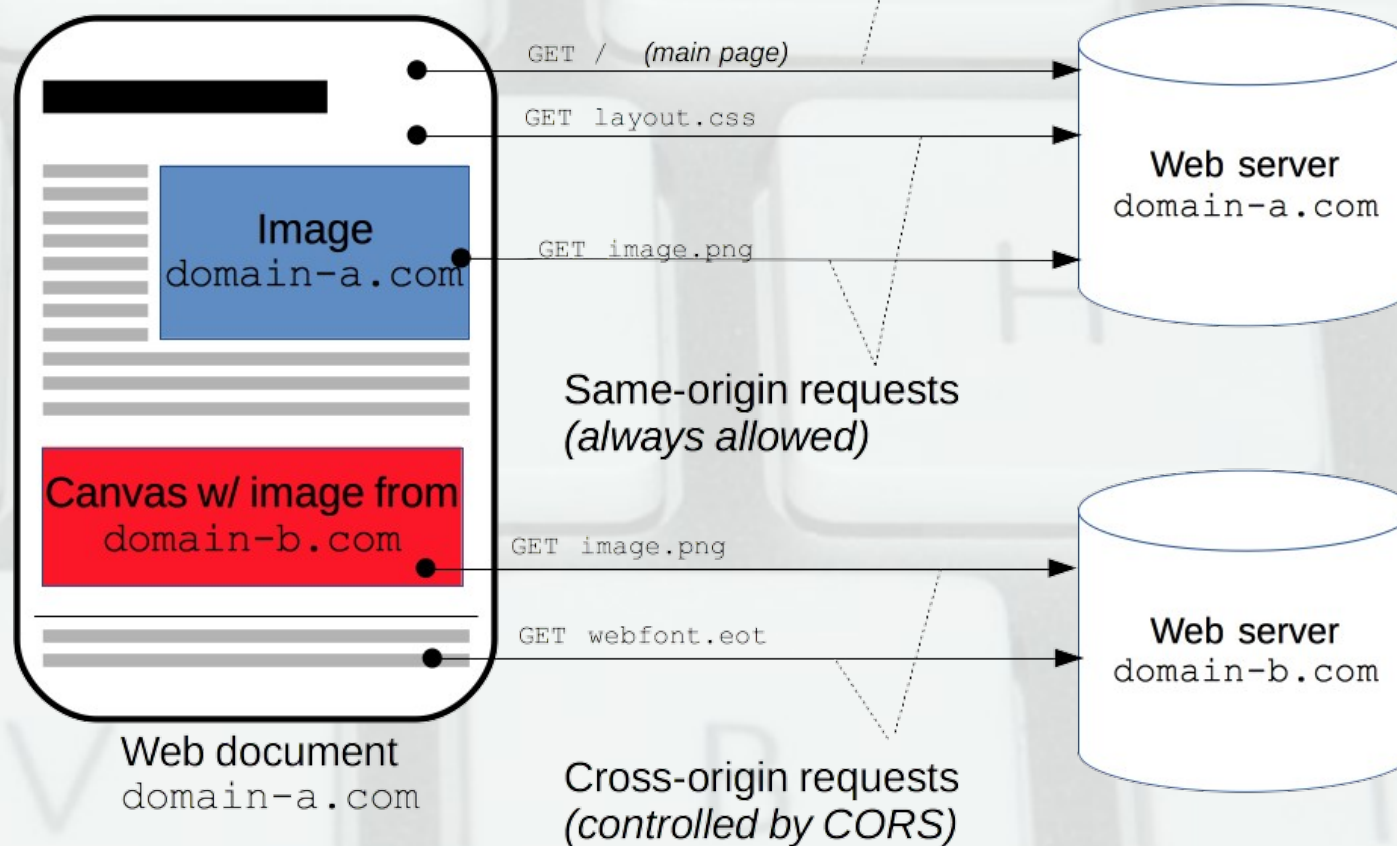 GET / (main page)
GET layout.css
Image
domain-a.com
GET image.png
Web server
domain-a.com
Same-origin requests
(always allowed)
Canvas w/ image from
domain-b.com
GET image.png
GET webfont.eot
Web server
domain-b.com
Web document
domain-a.com
Cross-origin requests
(controlled by CORS)
H
V
B